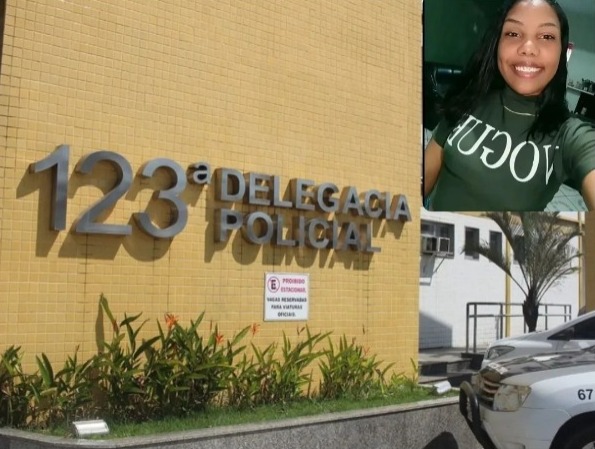 123ª DELEGACIA
POLICIAL
E PROIBIDO
ESTACIONAR
VAGAS RESERVADAS
PARA VIATURAS
OFICIAIS
VOGUE
67